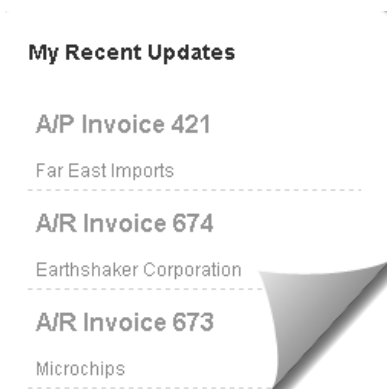 My Recent Updates
A/P Invoice 421
Far East Imports
A/R Invoice 674
Earthshaker Corporation
A/R Invoice 673
Microchips